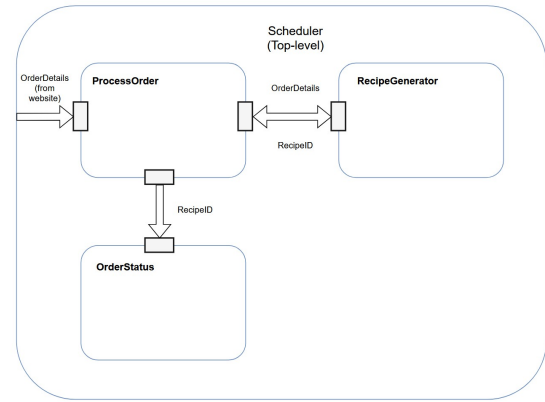 Scheduler
(Top-level)
OrderDetails
(from
website)
ProcessOrder
OrderDetails
RecipeID
RecipeGenerator
RecipeID
OrderStatus